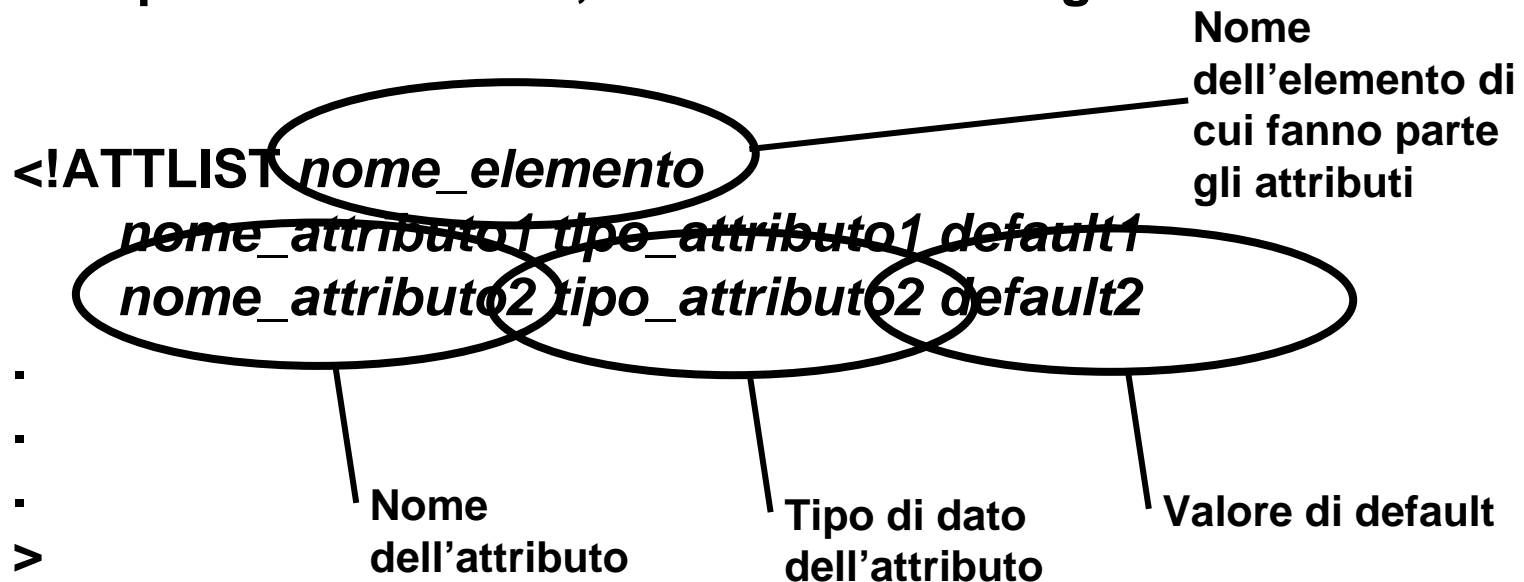 Nome
dell’elemento di
cui fanno parte
gli attributi
<!ATTLIST nome_elemento
nome_attributo1 tipo_attributo1 default1
nome_attributo2 tipo_attributo2 default2
.
.
.
>
Nome
dell’attributo
Tipo di dato
dell’attributo
Valore di default